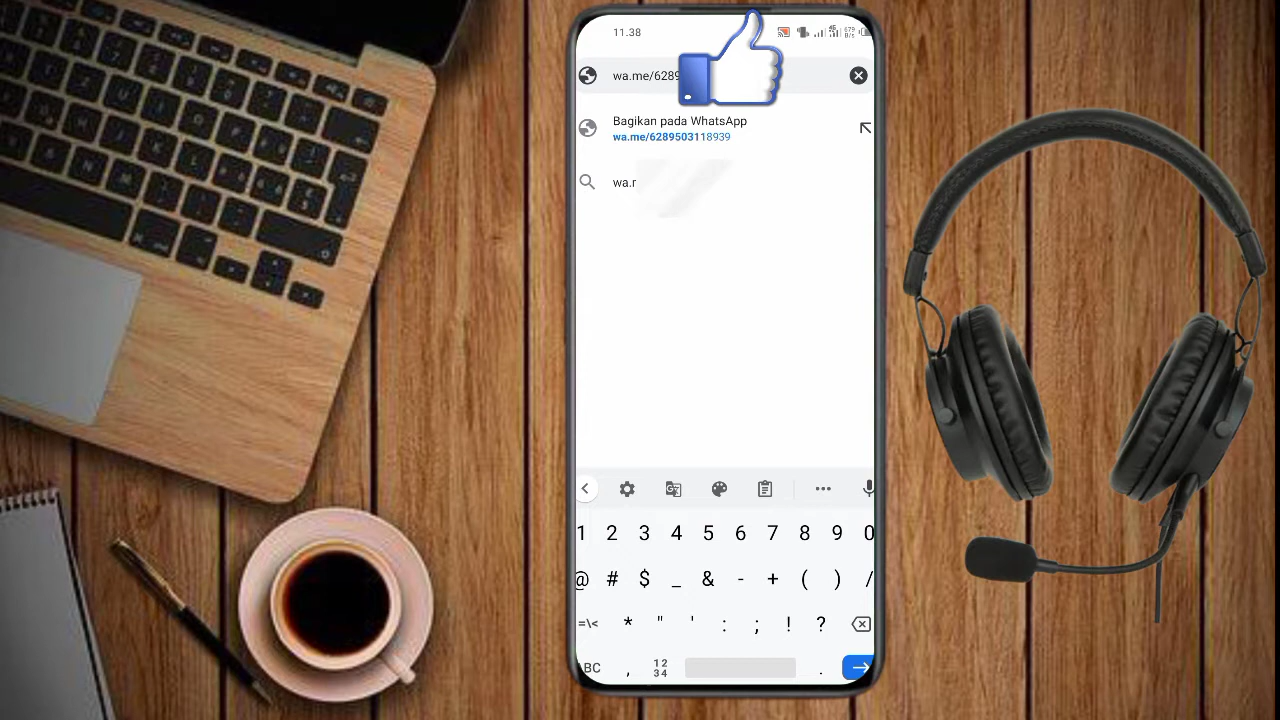 11.38
wa.me/6289
Bagikan pada WhatsApp
wa.me/6289503118939
wa.r
1 2 3 4 5 6 7 8 9 0
@ # $ _ & - + ( ) /
=\< * " ' : ; ! ?
BC , 12 34 .